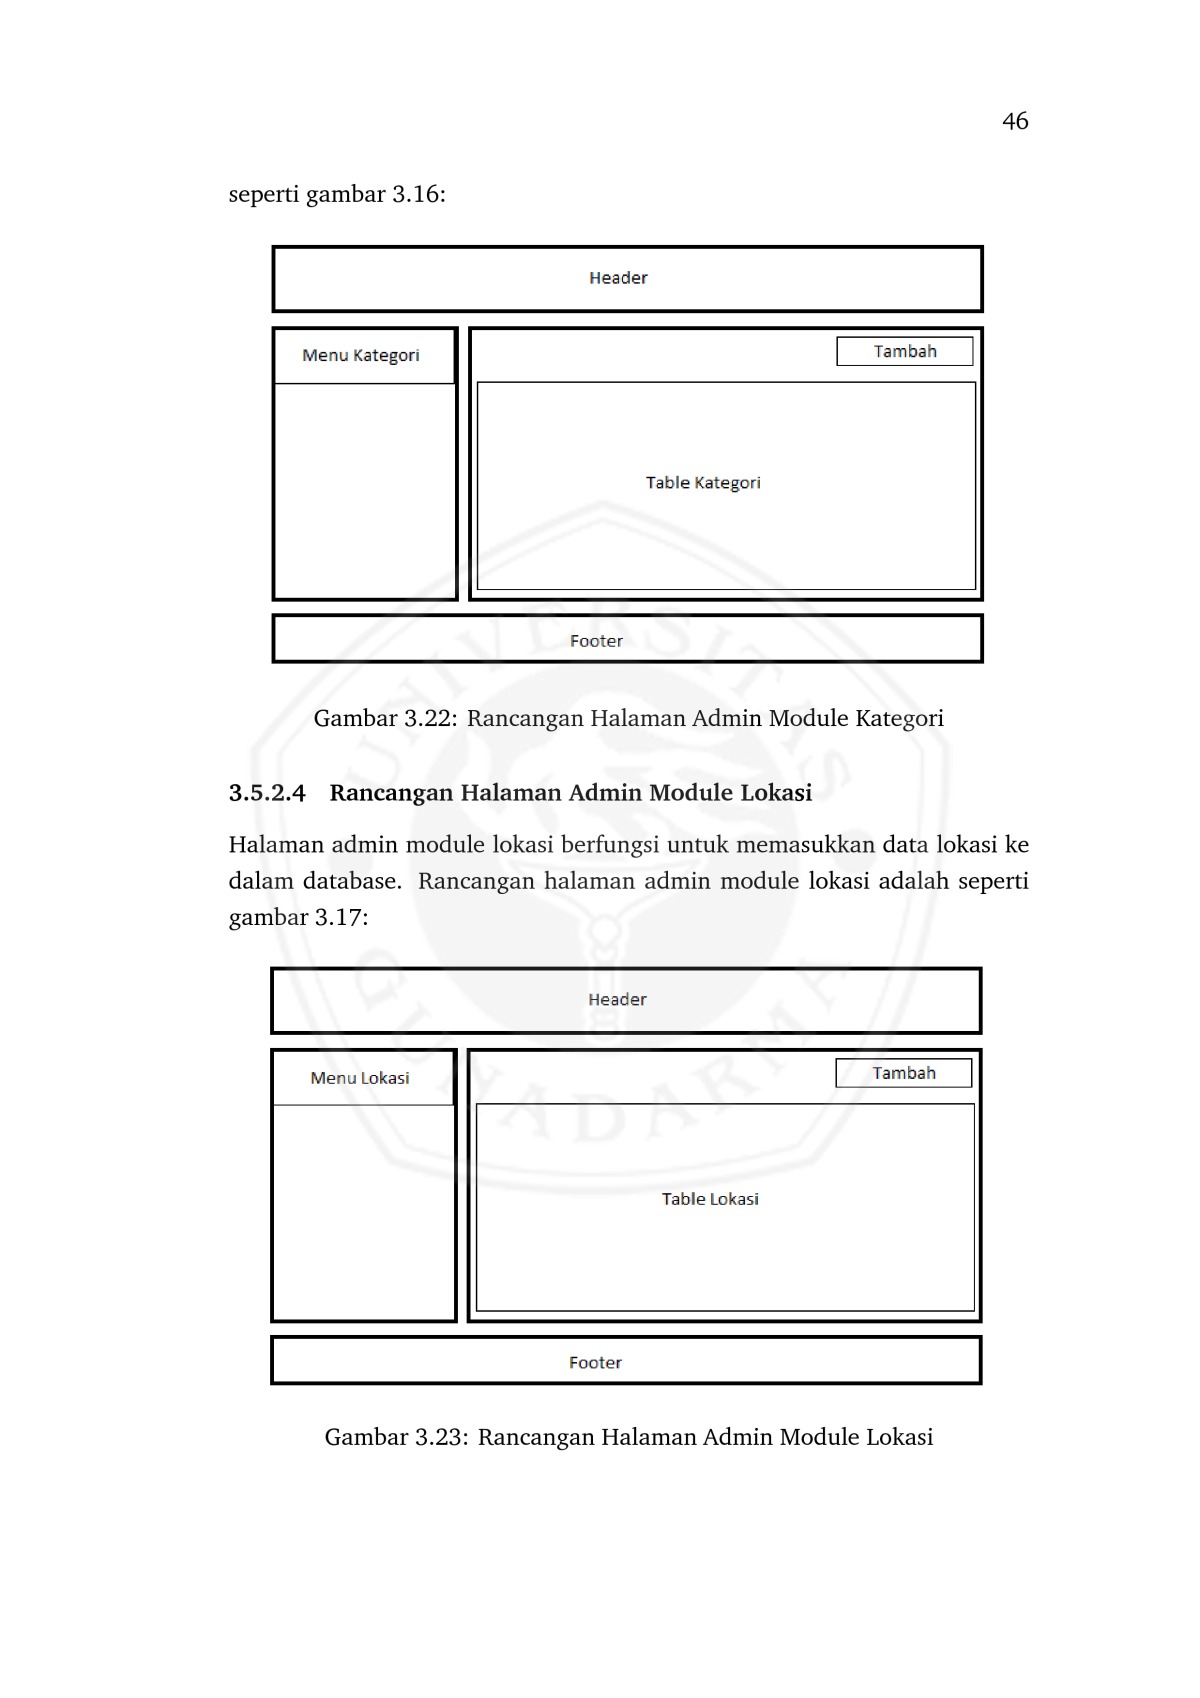 46
seperti gambar 3.16:
Header
Menu Kategori
Tambah
Table Kategori
Footer
Gambar 3.22: Rancangan Halaman Admin Module Kategori
3.5.2.4 Rancangan Halaman Admin Module Lokasi
Halaman admin module lokasi berfungsi untuk memasukkan data lokasi ke
dalam database. Rancangan halaman admin module lokasi adalah seperti
gambar 3.17:
Header
Menu Lokasi
Tambah
Table Lokasi
Footer
Gambar 3.23: Rancangan Halaman Admin Module Lokasi
UNIVERSITAS
GUNADARMA